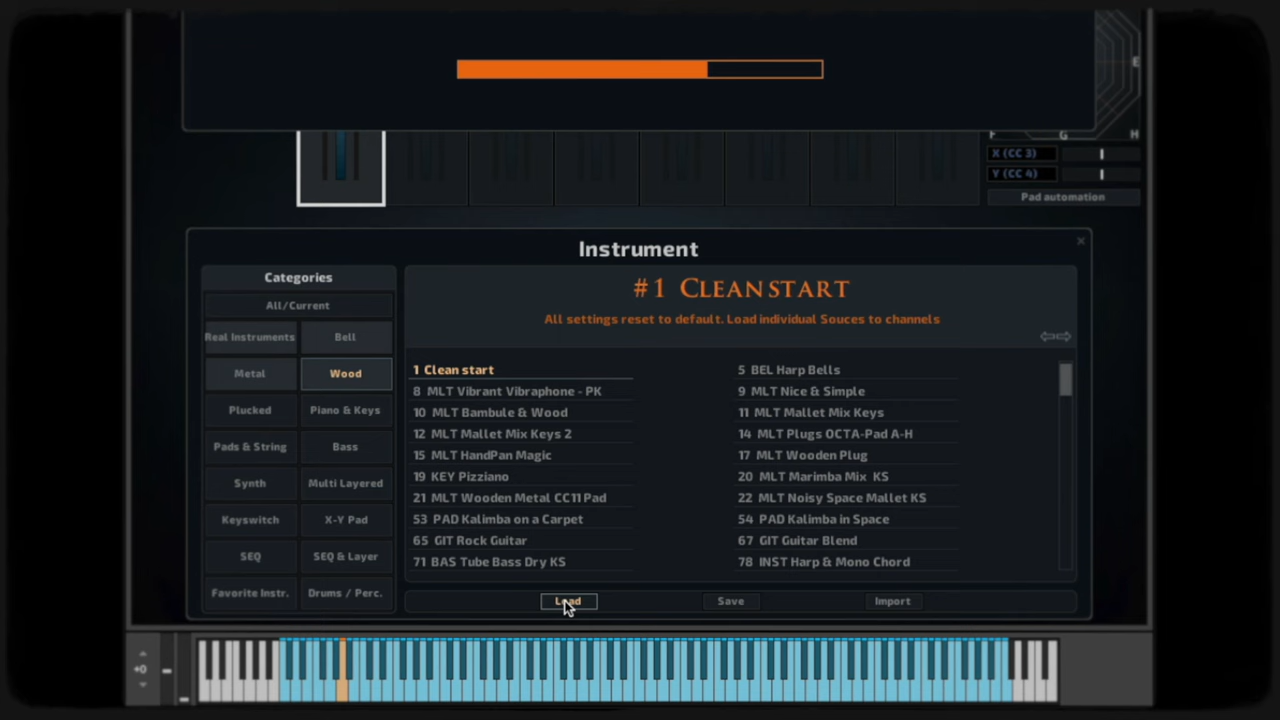 E
F G H
X (CC 3)
Y (CC 4)
Pad automation
Instrument
Categories
All/Current
Real Instruments Bell
Metal Wood
Plucked Piano & Keys
Pads & String Bass
Synth Multi Layered
Keyswitch X-Y Pad
SEQ SEQ & Layer
Favorite Instr. Drums / Perc.
#1 CLEAN START
All settings reset to default. Load individual Souces to channels
1 Clean start 5 BEL Harp Bells
8 MLT Vibrant Vibraphone - PK 9 MLT Nice & Simple
10 MLT Bambule & Wood 11 MLT Mallet Mix Keys
12 MLT Mallet Mix Keys 2 14 MLT Plugs OCTA-Pad A-H
15 MLT HandPan Magic 17 MLT Wooden Plug
19 KEY Pizziano 20 MLT Marimba Mix KS
21 MLT Wooden Metal CC11 Pad 22 MLT Noisy Space Mallet KS
53 PAD Kalimba on a Carpet 54 PAD Kalimba in Space
65 GIT Rock Guitar 67 GIT Guitar Blend
71 BAS Tube Bass Dry KS 78 INST Harp & Mono Chord
Load Save Import
+0